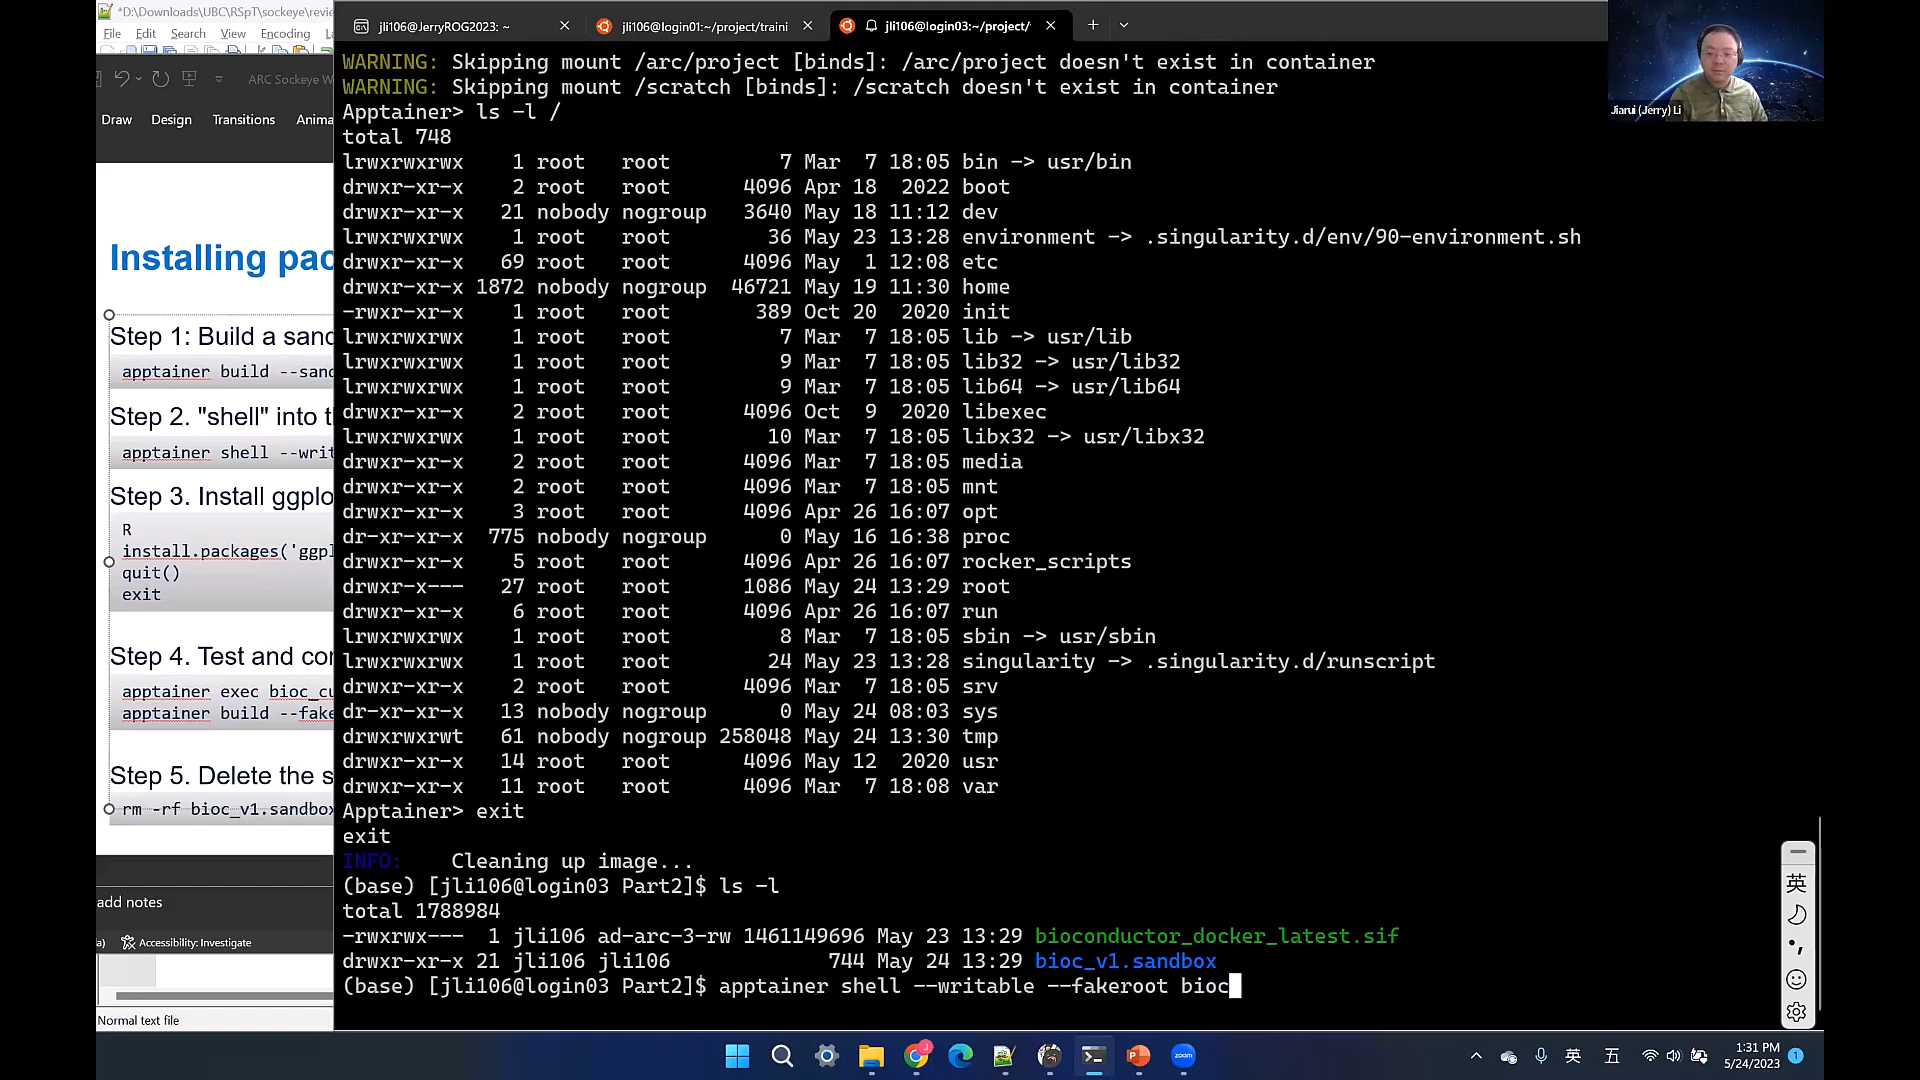 *D:\Downloads\UBC\RSpT\sockeye\revie
File Edit Search View Encoding
jli106@JerryROG2023: ~
jli106@login01:~/project/traini
jli106@login03:~/project/
ARC Sockeye W
Draw Design Transitions Anima
Installing pac
Step 1: Build a sand
apptainer build --sand
Step 2. "shell" into t
apptainer shell --writ
Step 3. Install ggplo
R
install.packages('ggpl
quit()
exit
Step 4. Test and con
apptainer exec bioc_cu
apptainer build --fake
Step 5. Delete the s
rm -rf bioc_v1.sandbox
add notes
Accessibility: Investigate
Normal text file
WARNING: Skipping mount /arc/project [binds]: /arc/project doesn't exist in container
WARNING: Skipping mount /scratch [binds]: /scratch doesn't exist in container
Apptainer> ls -l /
total 748
lrwxrwxrwx 1 root root 7 Mar 7 18:05 bin -> usr/bin
drwxr-xr-x 2 root root 4096 Apr 18 2022 boot
drwxr-xr-x 21 nobody nogroup 3640 May 18 11:12 dev
lrwxrwxrwx 1 root root 36 May 23 13:28 environment -> .singularity.d/env/90-environment.sh
drwxr-xr-x 69 root root 4096 May 1 12:08 etc
drwxr-xr-x 1872 nobody nogroup 46721 May 19 11:30 home
-rwxr-xr-x 1 root root 389 Oct 20 2020 init
lrwxrwxrwx 1 root root 7 Mar 7 18:05 lib -> usr/lib
lrwxrwxrwx 1 root root 9 Mar 7 18:05 lib32 -> usr/lib32
lrwxrwxrwx 1 root root 9 Mar 7 18:05 lib64 -> usr/lib64
drwxr-xr-x 2 root root 4096 Oct 9 2020 libexec
lrwxrwxrwx 1 root root 10 Mar 7 18:05 libx32 -> usr/libx32
drwxr-xr-x 2 root root 4096 Mar 7 18:05 media
drwxr-xr-x 2 root root 4096 Mar 7 18:05 mnt
drwxr-xr-x 3 root root 4096 Apr 26 16:07 opt
dr-xr-xr-x 775 nobody nogroup 0 May 16 16:38 proc
drwxr-xr-x 5 root root 4096 Apr 26 16:07 rocker_scripts
drwxr-x--- 27 root root 1086 May 24 13:29 root
drwxr-xr-x 6 root root 4096 Apr 26 16:07 run
lrwxrwxrwx 1 root root 8 Mar 7 18:05 sbin -> usr/sbin
lrwxrwxrwx 1 root root 24 May 23 13:28 singularity -> .singularity.d/runscript
drwxr-xr-x 2 root root 4096 Mar 7 18:05 srv
dr-xr-xr-x 13 nobody nogroup 0 May 24 08:03 sys
drwxrwxrwt 61 nobody nogroup 258048 May 24 13:30 tmp
drwxr-xr-x 14 root root 4096 May 12 2020 usr
drwxr-xr-x 11 root root 4096 Mar 7 18:08 var
Apptainer> exit
exit
INFO: Cleaning up image...
(base) [jli106@login03 Part2]$ ls -l
total 1788984
-rwxrwx--- 1 jli106 ad-arc-3-rw 1461149696 May 23 13:29 bioconductor_docker_latest.sif
drwxr-xr-x 21 jli106 jli106 744 May 24 13:29 bioc_v1.sandbox
(base) [jli106@login03 Part2]$ apptainer shell --writable --fakeroot bioc
Jiarui (Jerry) Li
英
zoom
英
五
1:31 PM
5/24/2023
1